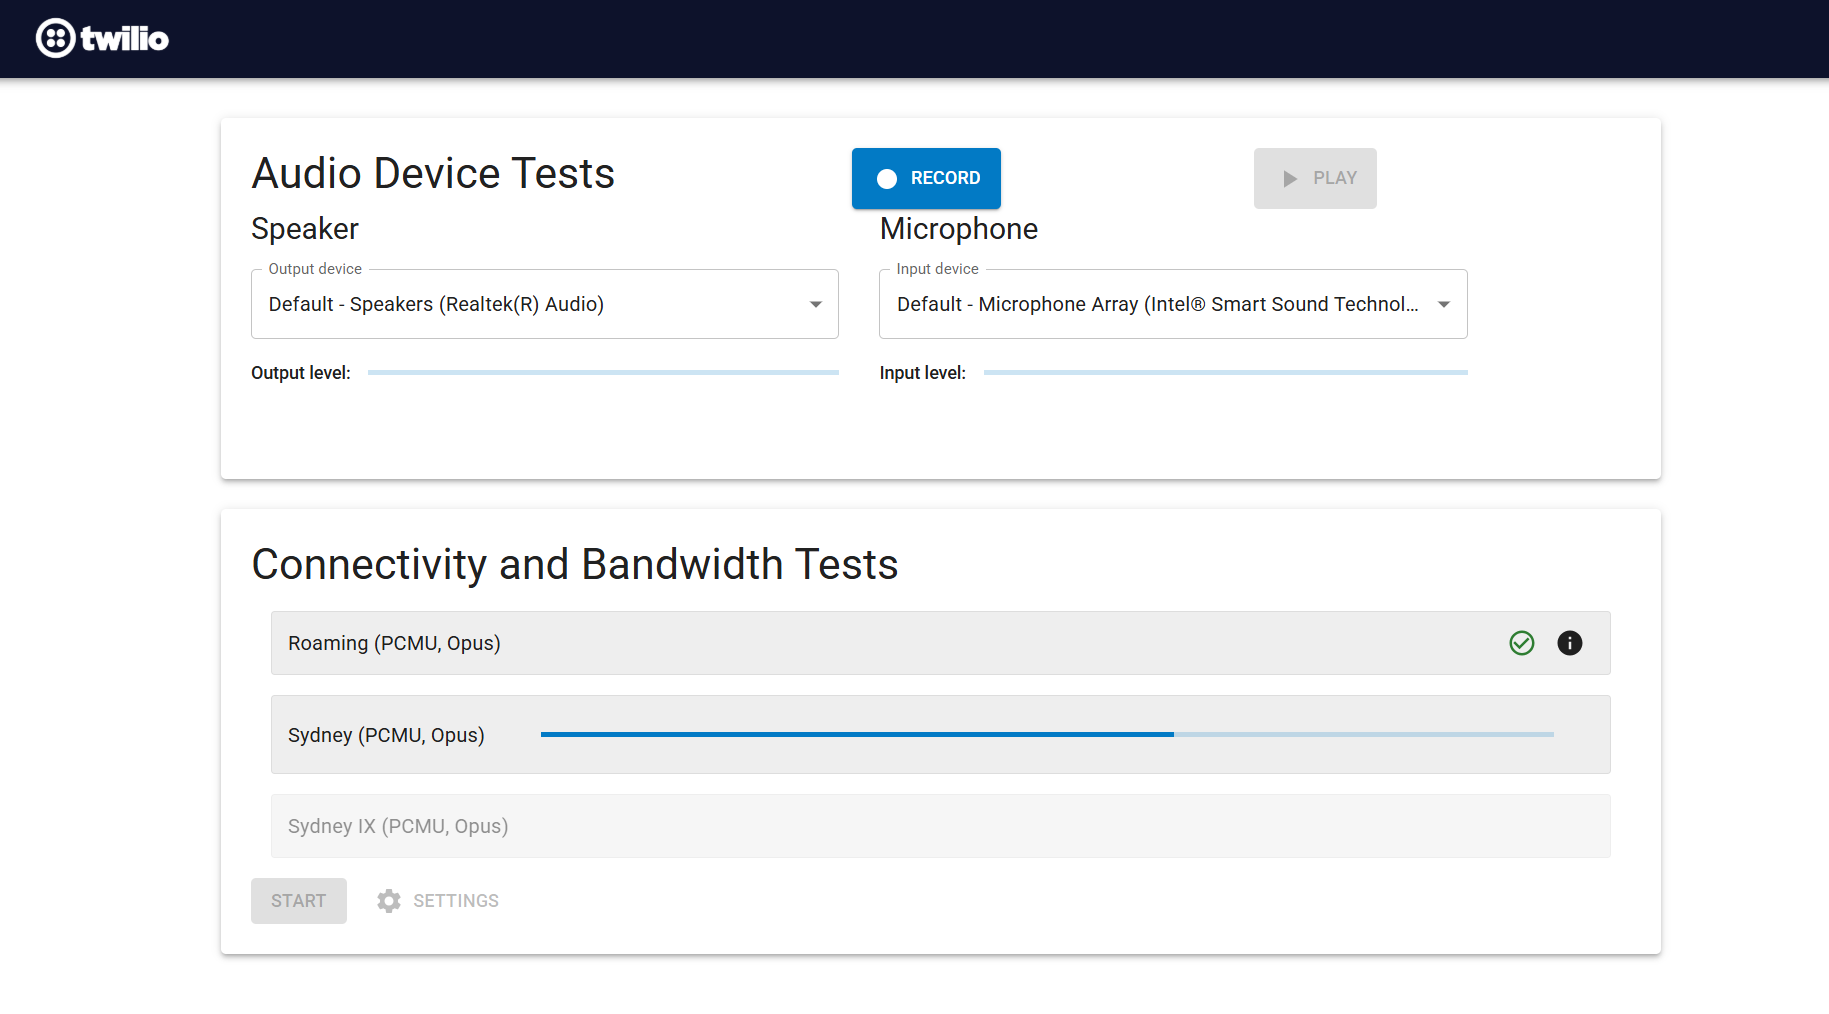 twilio
Audio Device Tests
RECORD
PLAY
Speaker
Microphone
Output device
Default - Speakers (Realtek(R) Audio)
Input device
Default - Microphone Array (Intel® Smart Sound Technol...
Output level:
Input level:
Connectivity and Bandwidth Tests
Roaming (PCMU, Opus)
Sydney (PCMU, Opus)
Sydney IX (PCMU, Opus)
START
SETTINGS